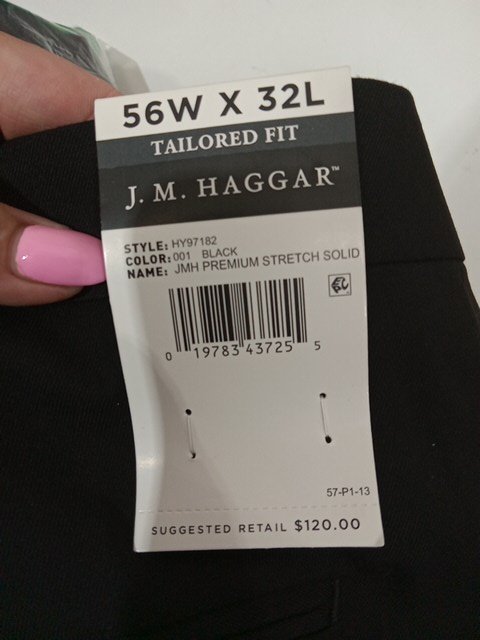 56W X 32L
TAILORED FIT
J. M. HAGGAR™
STYLE: HY97182
COLOR: 001 BLACK
NAME: JMH PREMIUM STRETCH SOLID
0 19783 43725 5
57-P1-13
SUGGESTED RETAIL $120.00